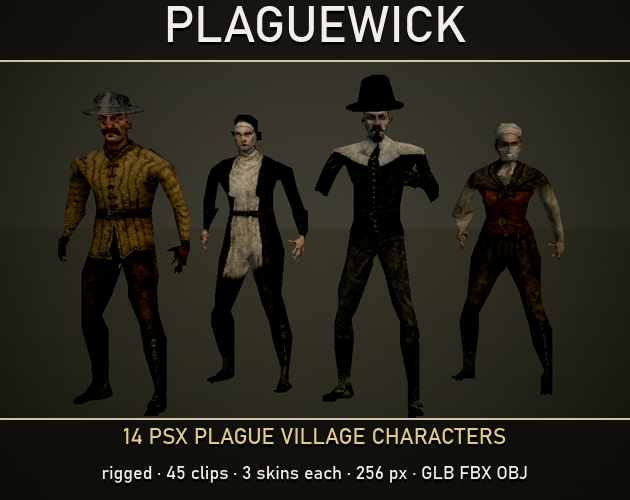 PLAGUEWICK
14 PSX PLAGUE VILLAGE CHARACTERS
rigged · 45 clips · 3 skins each · 256 px · GLB FBX OBJ